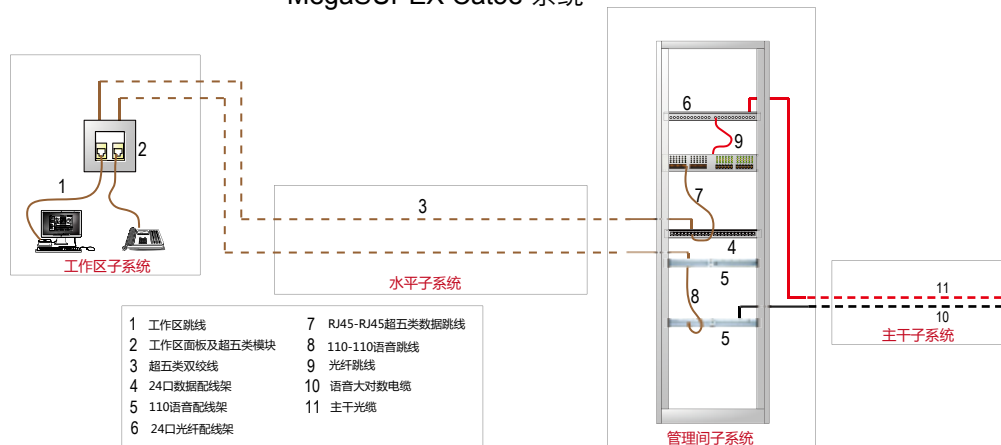 MegaSUPEX Cat5e 系统
6
9
2
1
7
3
4
5
8
5
11
10
工作区子系统
水平子系统
主干子系统
管理间子系统
1 工作区跳线
2 工作区面板及超五类模块
3 超五类双绞线
4 24口数据配线架
5 110语音配线架
6 24口光纤配线架
7 RJ45-RJ45超五类数据跳线
8 110-110语音跳线
9 光纤跳线
10 语音大对数电缆
11 主干光缆